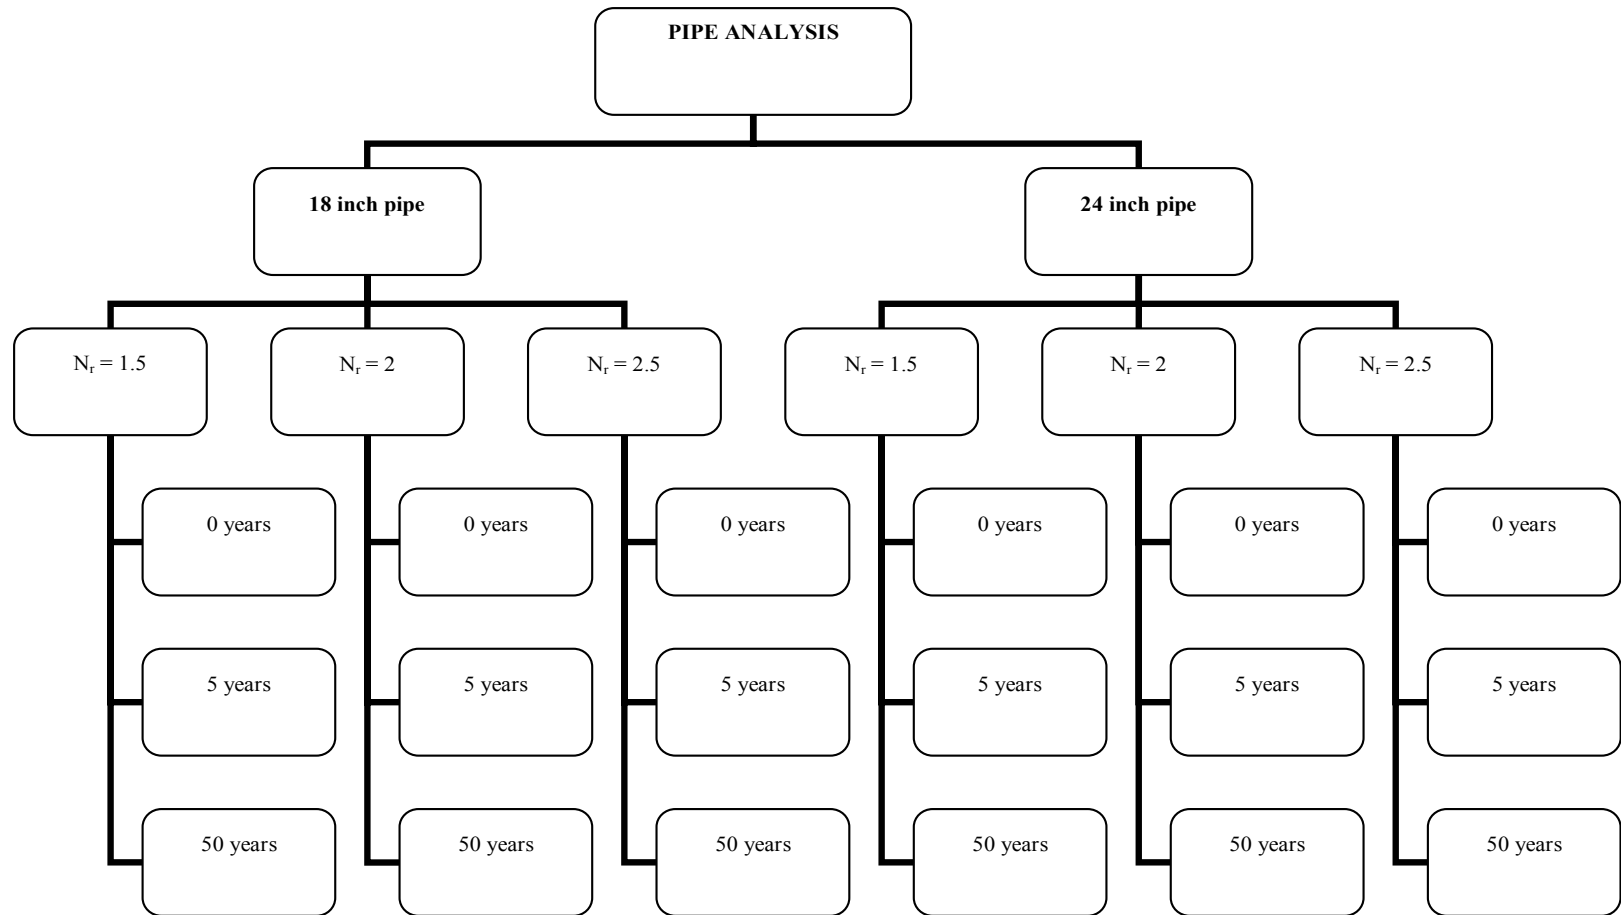 PIPE ANALYSIS
18 inch pipe
24 inch pipe
Nᵣ = 1.5
Nᵣ = 2
Nᵣ = 2.5
Nᵣ = 1.5
Nᵣ = 2
Nᵣ = 2.5
0 years
0 years
0 years
0 years
0 years
0 years
5 years
5 years
5 years
5 years
5 years
5 years
50 years
50 years
50 years
50 years
50 years
50 years